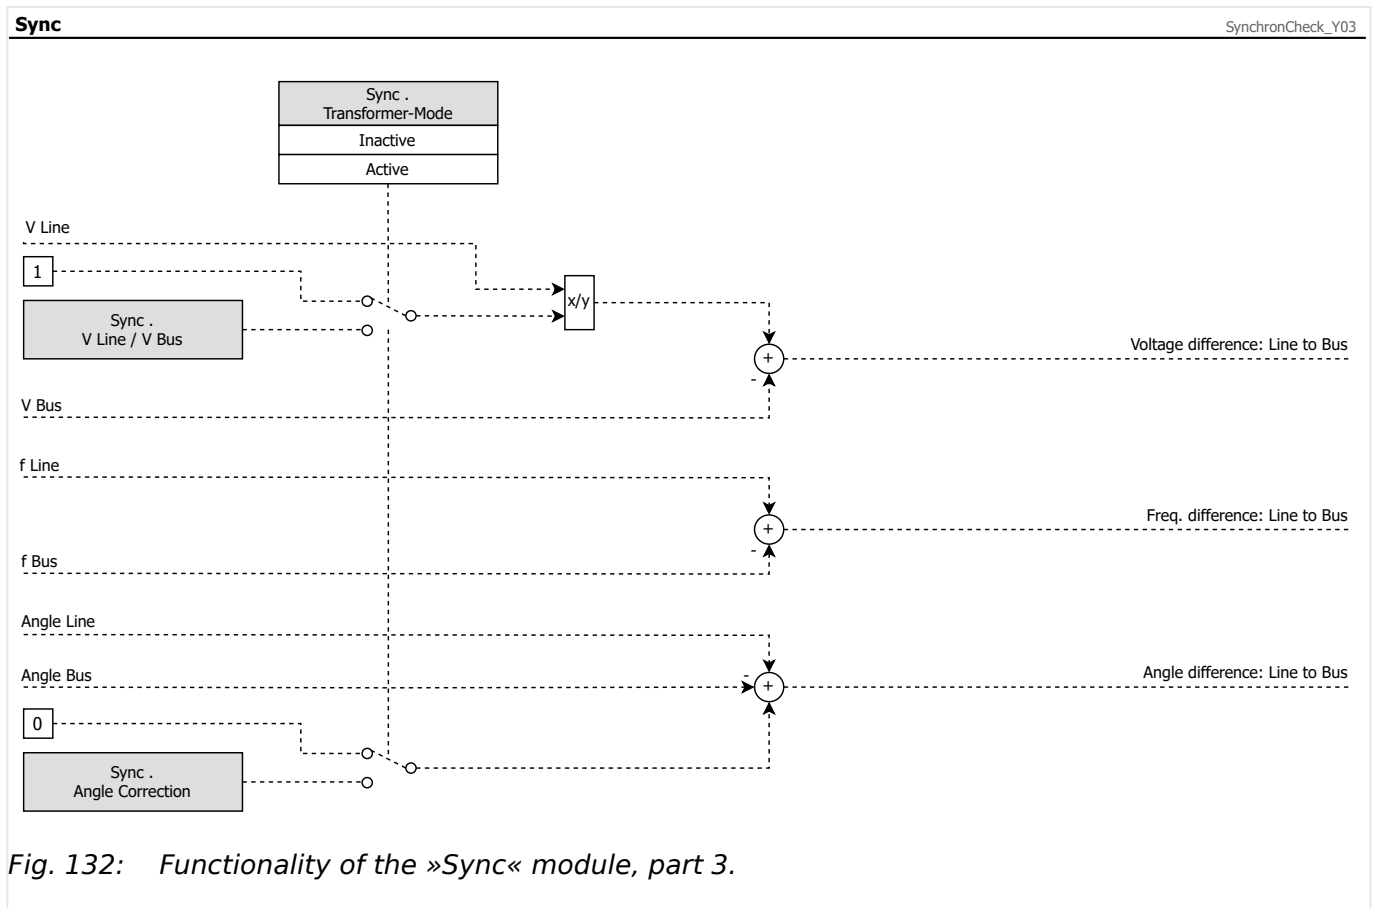 Sync
SynchronCheck_Y03
Sync .
Transformer-Mode
Inactive
Active
V Line
1
Sync .
V Line / V Bus
x/y
+
-
Voltage difference: Line to Bus
V Bus
f Line
+
-
Freq. difference: Line to Bus
f Bus
Angle Line
Angle Bus
-
+
Angle difference: Line to Bus
0
Sync .
Angle Correction
Fig. 132: Functionality of the »Sync« module, part 3.